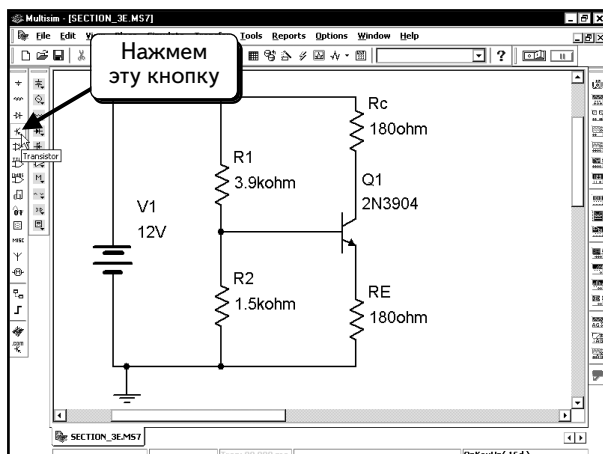 Multisim - [SECTION_3E.MS7]
File Edit Tools Reports Options Window Help
Нажмем
эту кнопку
Transistor
MISC
Rc
180ohm
R1
3.9kohm
Q1
2N3904
V1
12V
R2
1.5kohm
RE
180ohm
SECTION_3E.MS7